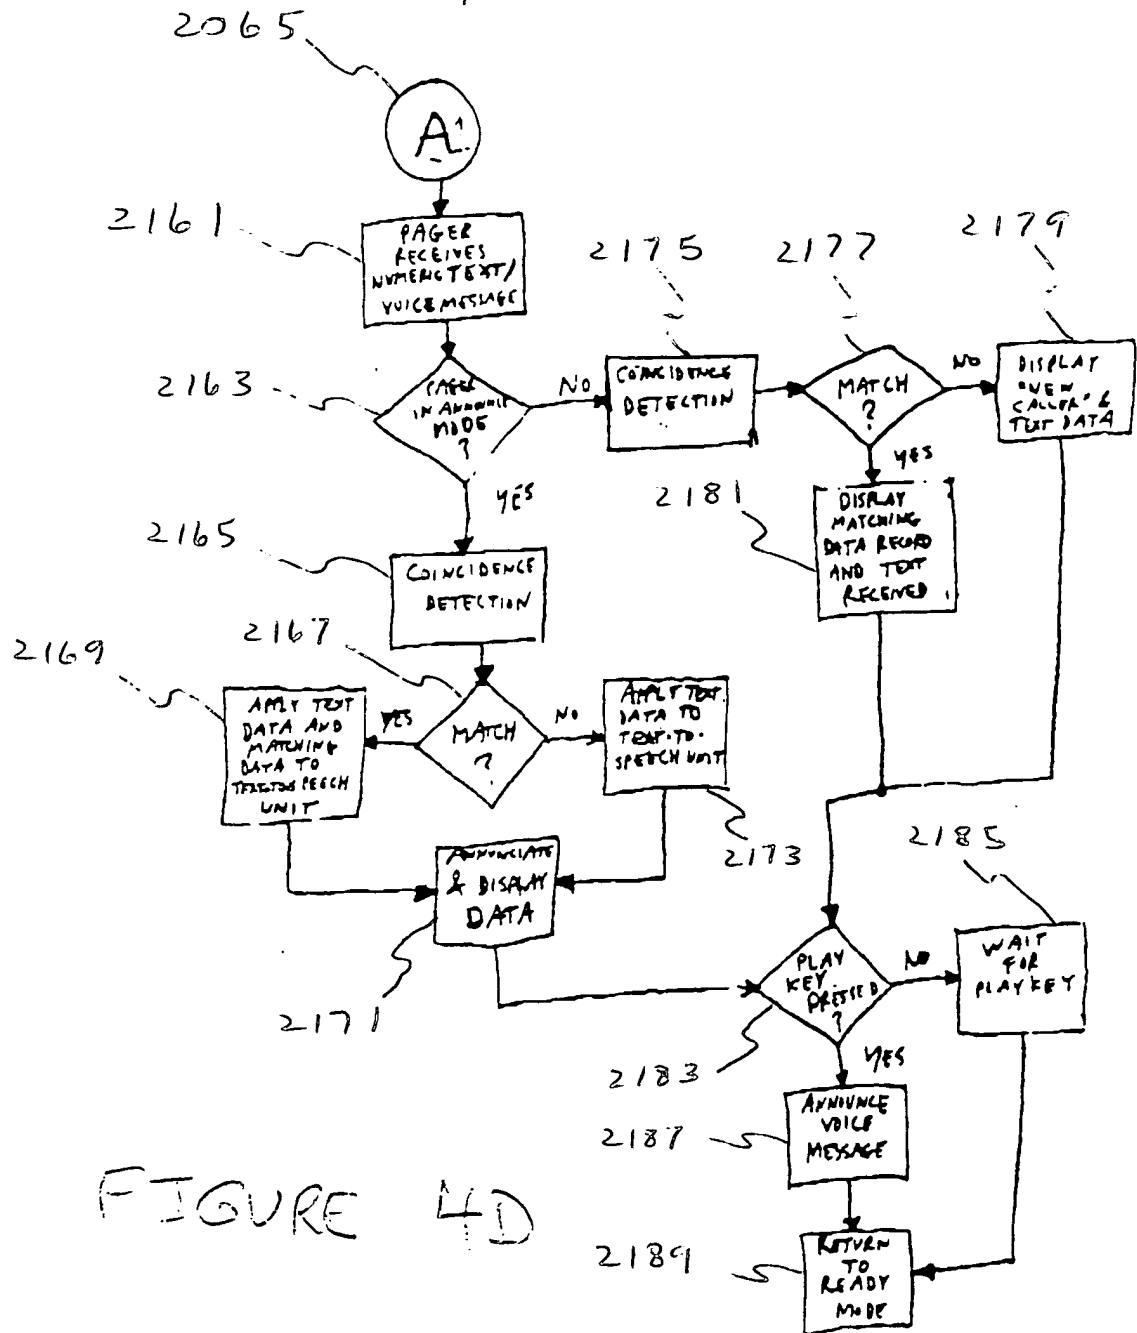 2065
A
2161
PAGER
RECEIVES
NUMERIC TEXT/
VOICE MESSAGE
2175
2177
2179
2163
PAGER
IN ANNOUNCE
MODE
?
NO
COINCIDENCE
DETECTION
MATCH
?
NO
DISPLAY
"NEW
CALLER" &
TEXT DATA
YES
YES
2181
DISPLAY
MATCHING
DATA RECORD
AND TEXT
RECEIVED
2165
COINCIDENCE
DETECTION
2167
2169
APPLY TEXT
DATA AND
MATCHING
DATA TO
TEXT TO SPEECH
UNIT
YES
MATCH
?
NO
APPLY TEXT
DATA TO
TEXT-TO-
SPEECH UNIT
2173
2185
ANNUNCIATE
& DISPLAY
DATA
2171
PLAY
KEY
PRESSED
?
NO
WAIT
FOR
PLAY KEY
2183
YES
2187
ANNOUNCE
VOICE
MESSAGE
FIGURE 4D
2189
RETURN
TO
READY
MODE